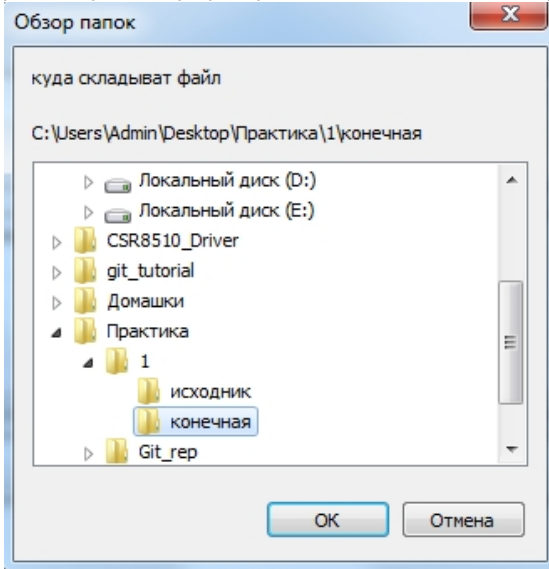 Обзор папок
куда складыват файл
C:\Users\Admin\Desktop\Практика\1\конечная
Локальный диск (D:)
Локальный диск (E:)
CSR8510_Driver
git_tutorial
Домашки
Практика
1
исходник
конечная
Git_rep
ОК
Отмена